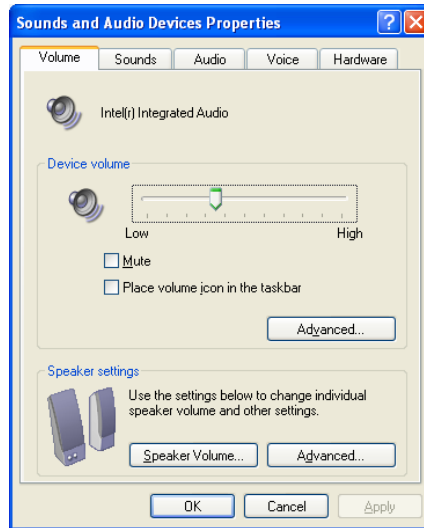 Sounds and Audio Devices Properties
Volume
Sounds
Audio
Voice
Hardware
Intel(r) Integrated Audio
Device volume
Low
High
Mute
Place volume icon in the taskbar
Advanced...
Speaker settings
Use the settings below to change individual
speaker volume and other settings.
Speaker Volume...
Advanced...
OK
Cancel
Apply